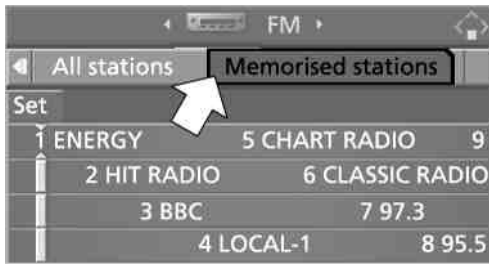 FM
All stations Memorised stations
Set
1 ENERGY 5 CHART RADIO 9
2 HIT RADIO 6 CLASSIC RADIO
3 BBC 7 97.3
4 LOCAL-1 8 95.5